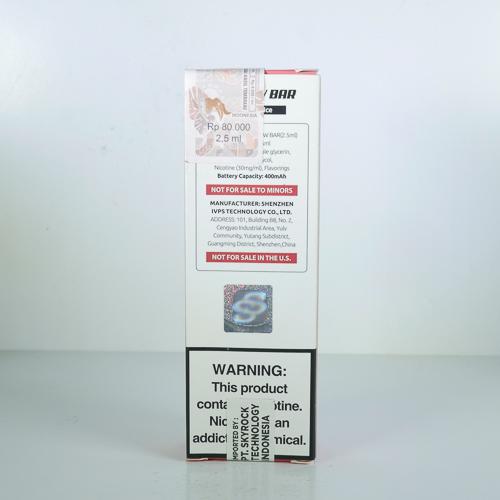 BAR
INDONESIA
Rp 80.000
2,5 ml
BAR(2.5ml)
glycerin,
Nicotine (30mg/ml), Flavorings
Battery Capacity: 400mAh
NOT FOR SALE TO MINORS
MANUFACTURER: SHENZHEN
IVPS TECHNOLOGY CO., LTD.
ADDRESS: 101, Building B8, No. 2,
Cengyao Industrial Area, Yulv
Community, Yutang Subdistrict,
Guangming District, Shenzhen,China
NOT FOR SALE IN THE U.S.
WARNING:
This product
conta otine.
Nic an
addic mical.
IMPORTED BY :
PT. SKYROCK
TECHNOLOGY
INDONESIA